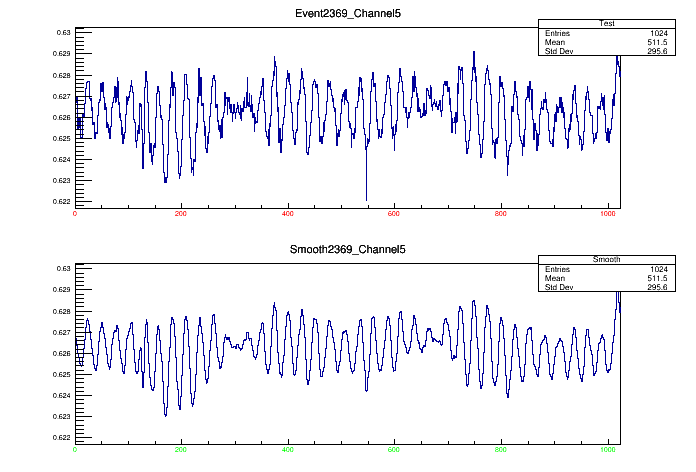 Event2369_Channel5
Test
Entries 1024
Mean 511.5
Std Dev 295.6
0.63
0.629
0.628
0.627
0.626
0.625
0.624
0.623
0.622
0 200 400 600 800 1000
Smooth2369_Channel5
Smooth
Entries 1024
Mean 511.5
Std Dev 295.6
0.63
0.629
0.628
0.627
0.626
0.625
0.624
0.623
0.622
0 200 400 600 800 1000